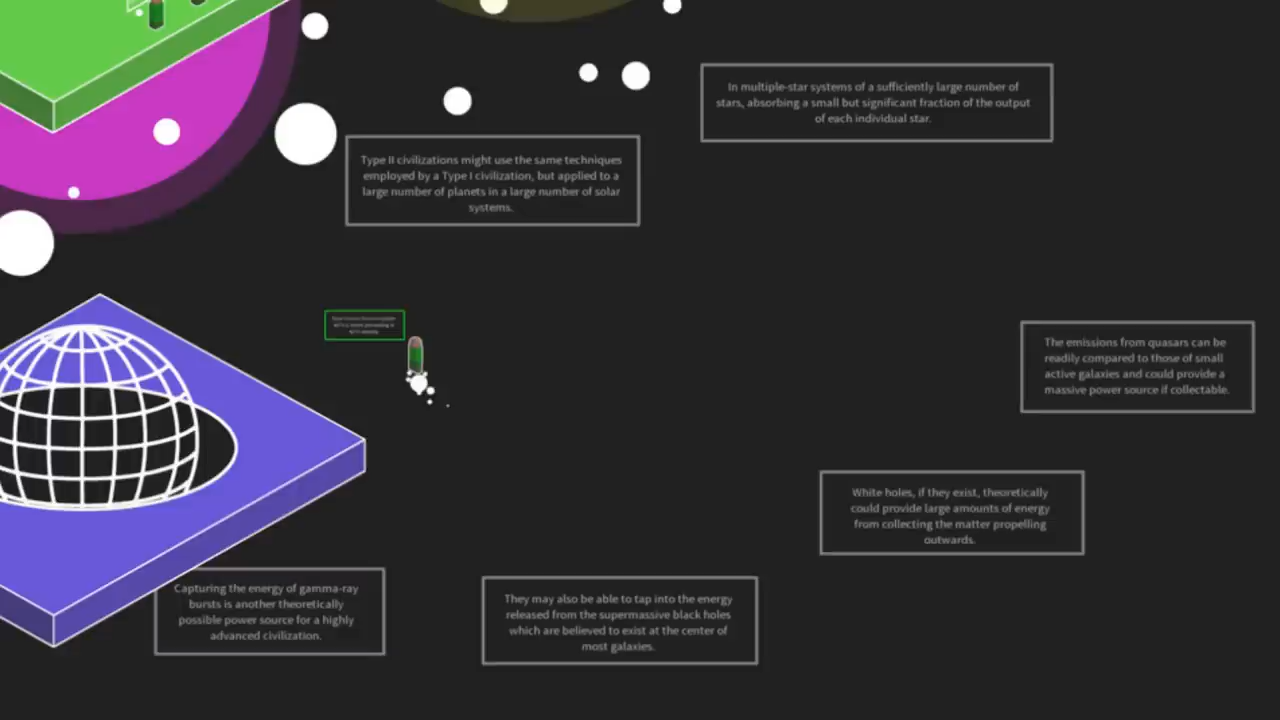 In multiple-star systems of a sufficiently large number of
stars, absorbing a small but significant fraction of the output
of each individual star.
Type II civilizations might use the same techniques
employed by a Type I civilization, but applied to a
large number of planets in a large number of solar
systems.
The emissions from quasars can be
readily compared to those of small
active galaxies and could provide a
massive power source if collectable.
White holes, if they exist, theoretically
could provide large amounts of energy
from collecting the matter propelling
outwards.
Capturing the energy of gamma-ray
bursts is another theoretically
possible power source for a highly
advanced civilization.
They may also be able to tap into the energy
released from the supermassive black holes
which are believed to exist at the center of
most galaxies.